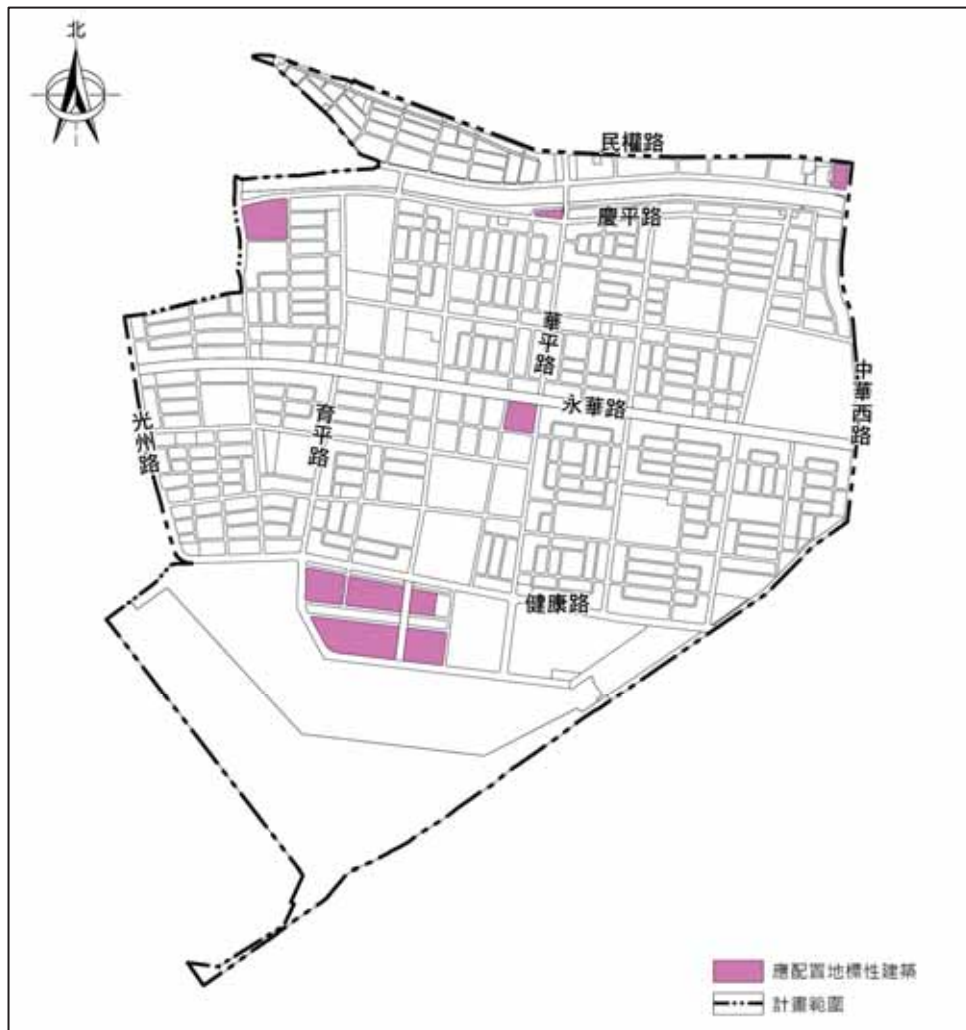 北
民權路
慶平路
華平路
永華路
中華西路
育平路
光州路
健康路
應配置地標性建築
計畫範圍